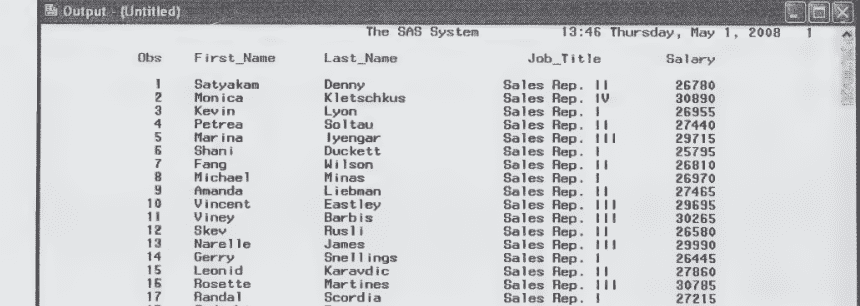 Output - (Untitled)
The SAS System 13:46 Thursday, May 1, 2008 1
Obs First_Name Last_Name Job_Title Salary
1 Satyakam Denny Sales Rep. II 26780
2 Monica Kletschkus Sales Rep. IV 30890
3 Kevin Lyon Sales Rep. I 26955
4 Petrea Soltau Sales Rep. II 27440
5 Marina Iyengar Sales Rep. III 29715
6 Shani Duckett Sales Rep. I 25795
7 Fang Wilson Sales Rep. II 26810
8 Michael Minas Sales Rep. I 26970
9 Amanda Liebman Sales Rep. II 27465
10 Vincent Eastley Sales Rep. III 29695
11 Viney Barbis Sales Rep. III 30265
12 Skev Rusli Sales Rep. II 26580
13 Narelle James Sales Rep. III 29990
14 Gerry Snellings Sales Rep. I 26445
15 Leonid Karavdic Sales Rep. II 27860
16 Rosette Martines Sales Rep. III 30785
17 Randal Scordia Sales Rep. I 27215